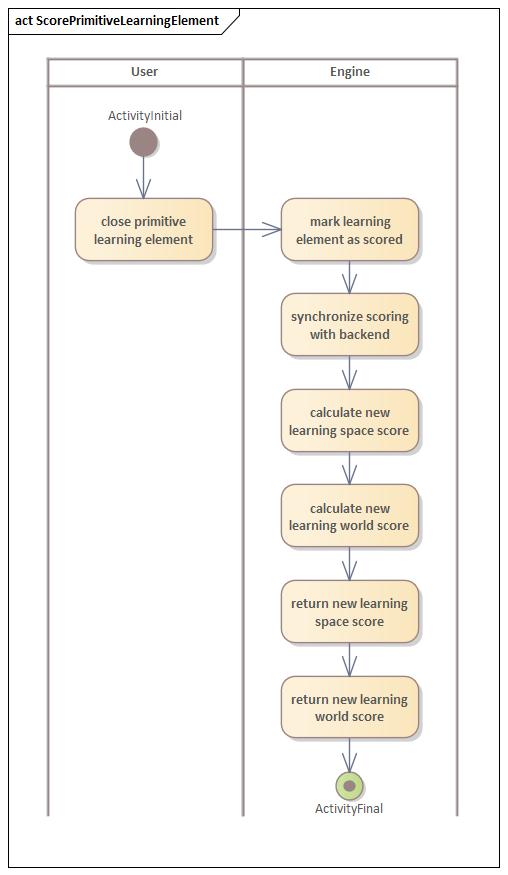 act ScorePrimitiveLearningElement
User
Engine
ActivityInitial
close primitive
learning element
mark learning
element as scored
synchronize scoring
with backend
calculate new
learning space score
calculate new
learning world score
return new learning
space score
return new learning
world score
ActivityFinal